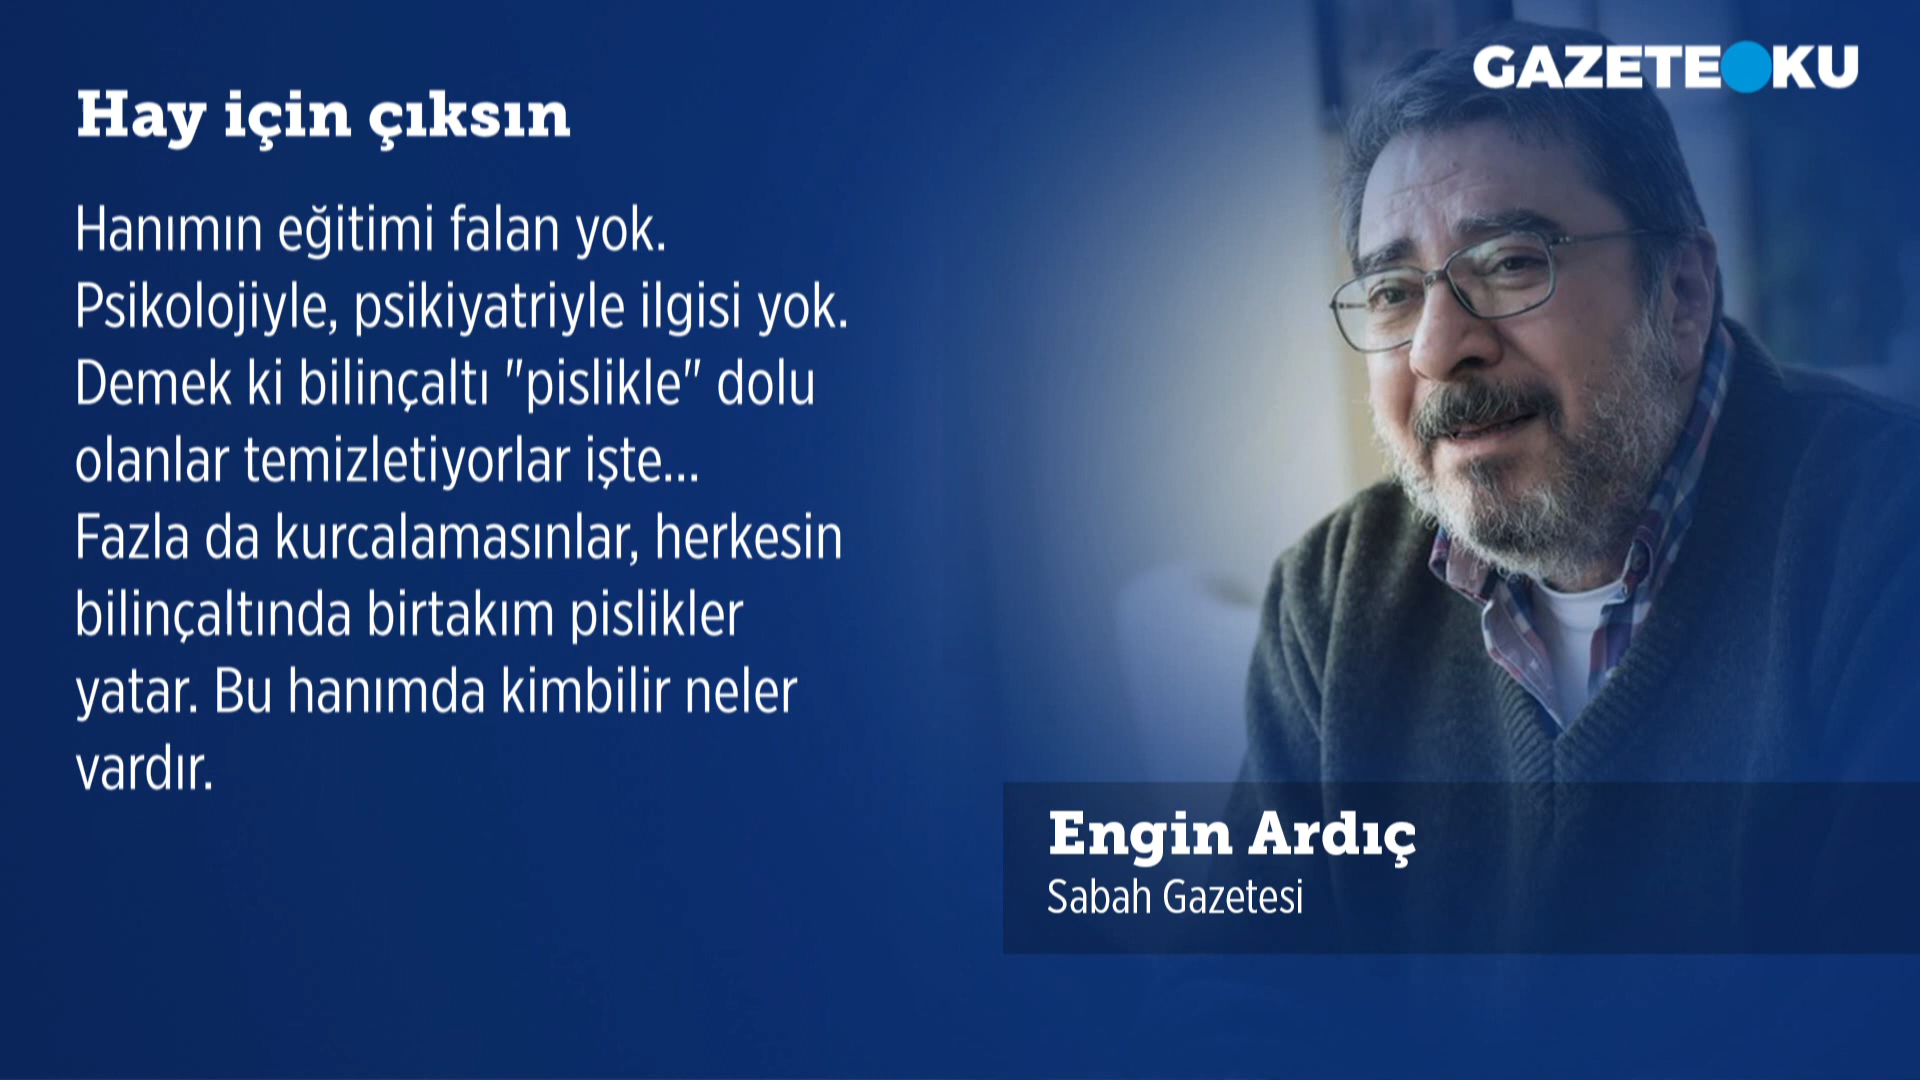 GAZETEOKU
Hay için çıksın
Hanımın eğitimi falan yok.
Psikolojiyle, psikiyatriyle ilgisi yok.
Demek ki bilinçaltı "pislikle" dolu
olanlar temizletiyorlar işte...
Fazla da kurcalamasınlar, herkesin
bilinçaltında birtakım pislikler
yatar. Bu hanımda kimbilir neler
vardır.
Engin Ardıç
Sabah Gazetesi